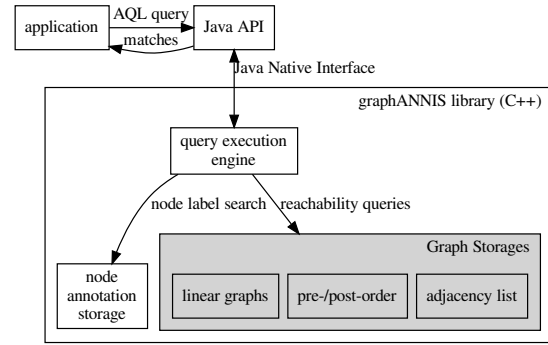 application
AQL query
Java API
matches
Java Native Interface
graphANNIS library (C++)
query execution
engine
node label search
reachability queries
node
annotation
storage
Graph Storages
linear graphs
pre-/post-order
adjacency list